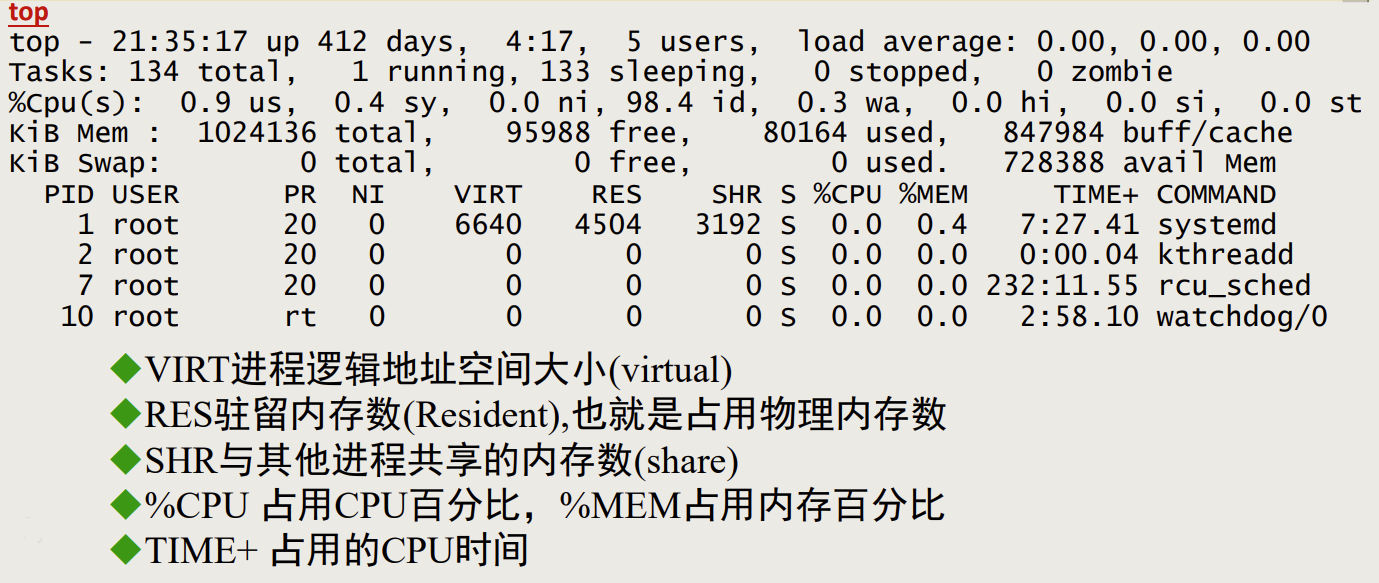 top
top - 21:35:17 up 412 days,  4:17,  5 users,  load average: 0.00, 0.00, 0.00
Tasks: 134 total,   1 running, 133 sleeping,   0 stopped,   0 zombie
%Cpu(s):  0.9 us,  0.4 sy,  0.0 ni, 98.4 id,  0.3 wa,  0.0 hi,  0.0 si,  0.0 st
KiB Mem :  1024136 total,    95988 free,    80164 used,   847984 buff/cache
KiB Swap:        0 total,        0 free,        0 used.   728388 avail Mem
PID USER      PR  NI    VIRT    RES    SHR S %CPU %MEM     TIME+ COMMAND
1 root      20   0    6640   4504   3192 S  0.0  0.4   7:27.41 systemd
2 root      20   0       0      0      0 S  0.0  0.0   0:00.04 kthreadd
7 root      20   0       0      0      0 S  0.0  0.0 232:11.55 rcu_sched
10 root      rt   0       0      0      0 S  0.0  0.0   2:58.10 watchdog/0
◆VIRT进程逻辑地址空间大小(virtual)
◆RES驻留内存数(Resident),也就是占用物理内存数
◆SHR与其他进程共享的内存数(share)
◆%CPU 占用CPU百分比，%MEM占用内存百分比
◆TIME+ 占用的CPU时间